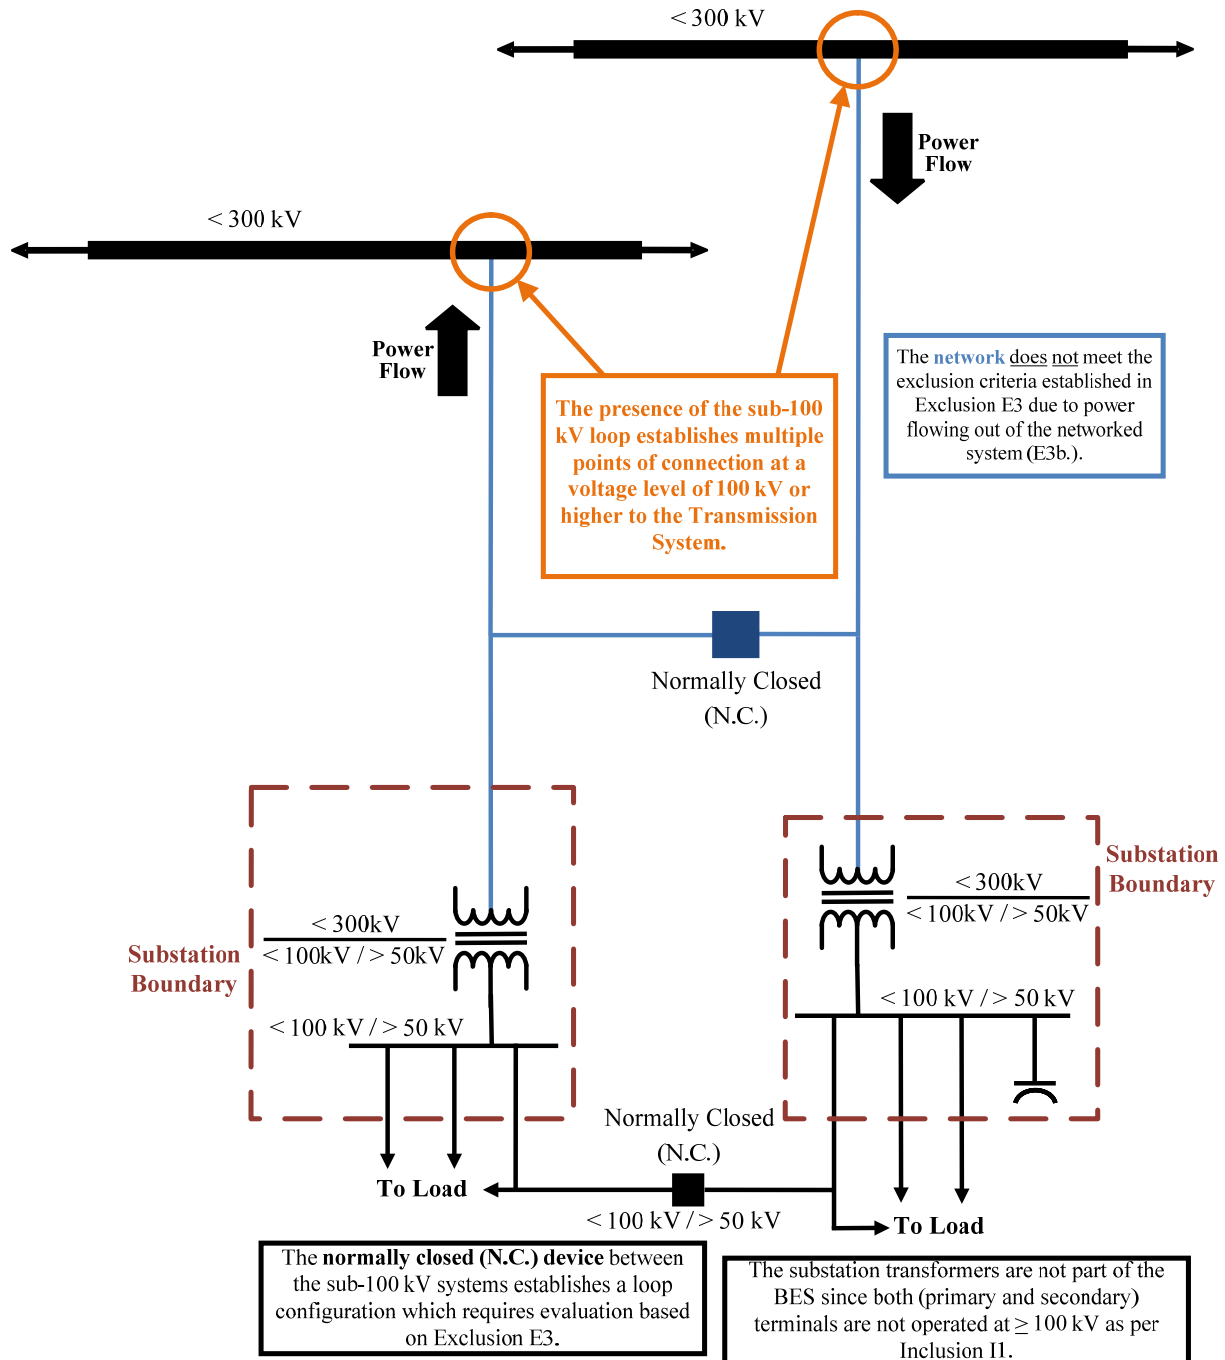 < 300 kV
Power
Flow
< 300 kV
Power
Flow
The network does not meet the
exclusion criteria established in
Exclusion E3 due to power
flowing out of the networked
system (E3b.).
The presence of the sub-100
kV loop establishes multiple
points of connection at a
voltage level of 100 kV or
higher to the Transmission
System.
Normally Closed
(N.C.)
Substation
Boundary
< 300kV
< 100kV / > 50kV
< 300kV
< 100kV / > 50kV
Substation
Boundary
< 100 kV / > 50 kV
< 100 kV / > 50 kV
Normally Closed
(N.C.)
To Load
< 100 kV / > 50 kV
To Load
The normally closed (N.C.) device between
the sub-100 kV systems establishes a loop
configuration which requires evaluation based
on Exclusion E3.
The substation transformers are not part of the
BES since both (primary and secondary)
terminals are not operated at ≥ 100 kV as per
Inclusion I1.